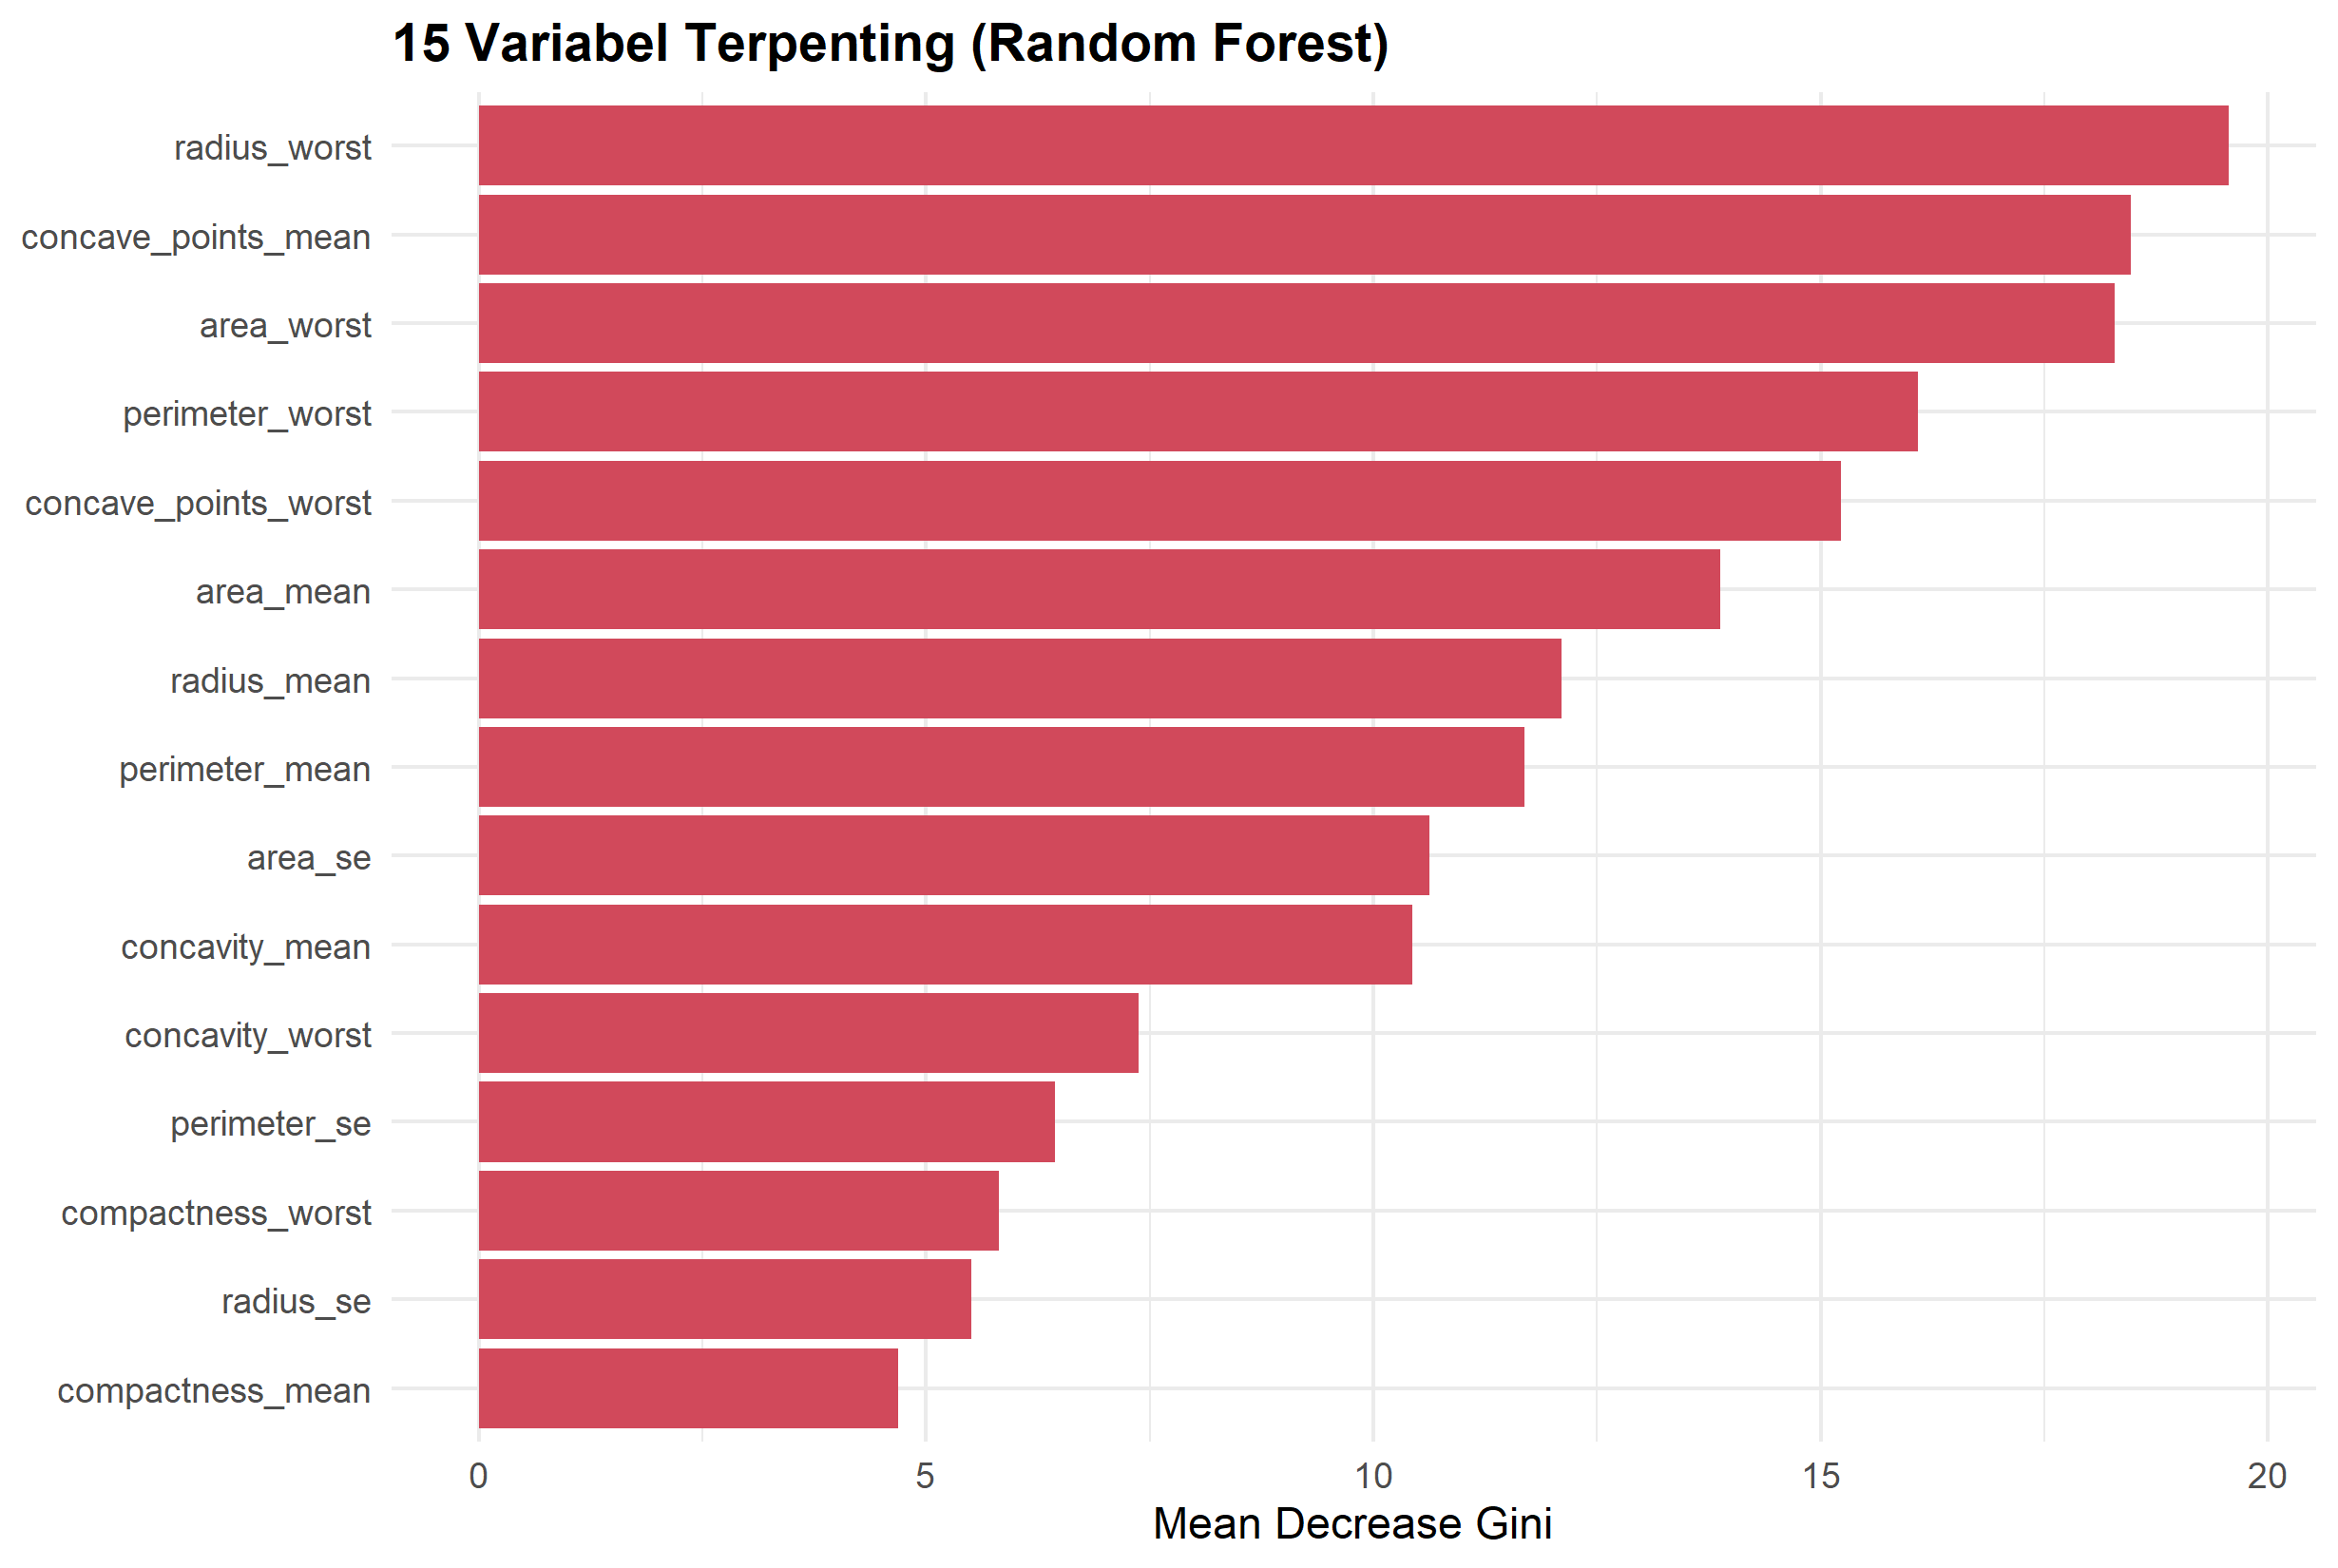 15 Variabel Terpenting (Random Forest)
radius_worst
concave_points_mean
area_worst
perimeter_worst
concave_points_worst
area_mean
radius_mean
perimeter_mean
area_se
concavity_mean
concavity_worst
perimeter_se
compactness_worst
radius_se
compactness_mean
0 5 10 15 20
Mean Decrease Gini